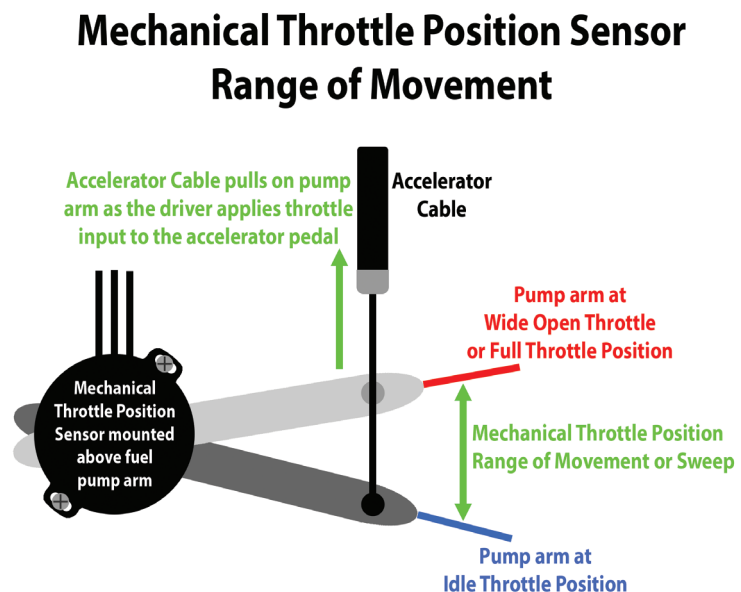 Mechanical Throttle Position Sensor
Range of Movement
Accelerator Cable pulls on pump
arm as the driver applies throttle
input to the accelerator pedal
Accelerator
Cable
Pump arm at
Wide Open Throttle
or Full Throttle Position
Mechanical
Throttle Position
Sensor mounted
above fuel
pump arm
Mechanical Throttle Position
Range of Movement or Sweep
Pump arm at
Idle Throttle Position